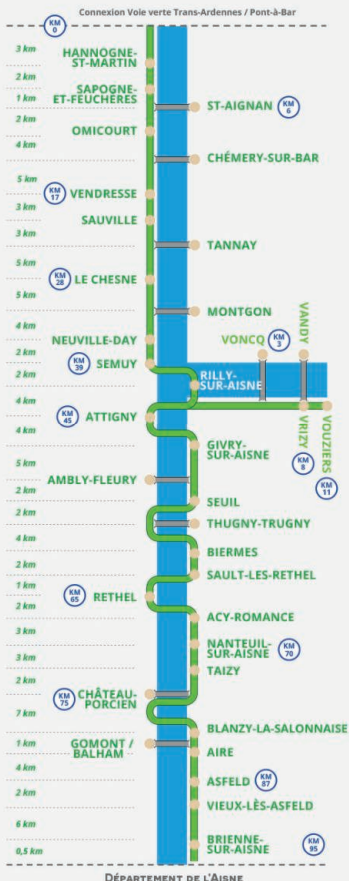 Connexion Voie verte Trans-Ardennes / Pont-à-Bar
KM 0
3 km
HANNOGNE-
ST-MARTIN
2 km
SAPOGNE-
ET-FEUCHÈRES
1 km
ST-AIGNAN
KM 6
2 km
OMICOURT
4 km
CHÉMERY-SUR-BAR
5 km
KM 17
VENDRESSE
3 km
SAUVILLE
3 km
TANNAY
5 km
KM 28
LE CHESNE
5 km
MONTGON
4 km
NEUVILLE-DAY
VONCQ
KM 3
VANDY
2 km
KM 39
SEMUY
2 km
RILLY-
SUR-AISNE
4 km
KM 45
ATTIGNY
VRIZY
KM 8
VOUZIERS
KM 11
4 km
GIVRY-
SUR-AISNE
5 km
AMBLY-FLEURY
2 km
SEUIL
2 km
THUGNY-TRUGNY
4 km
BIERMES
2 km
SAULT-LES-RETHEL
1 km
KM 65
RETHEL
2 km
ACY-ROMANCE
3 km
NANTEUIL-
SUR-AISNE
KM 70
3 km
TAIZY
2 km
KM 75
CHÂTEAU-
PORCIEN
7 km
BLANZY-LA-SALONNAISE
1 km
GOMONT /
BALHAM
AIRE
4 km
ASFELD
KM 87
2 km
VIEUX-LÈS-ASFELD
6 km
BRIENNE-
SUR-AISNE
KM 95
0,5 km
DÉPARTEMENT DE L'AISNE